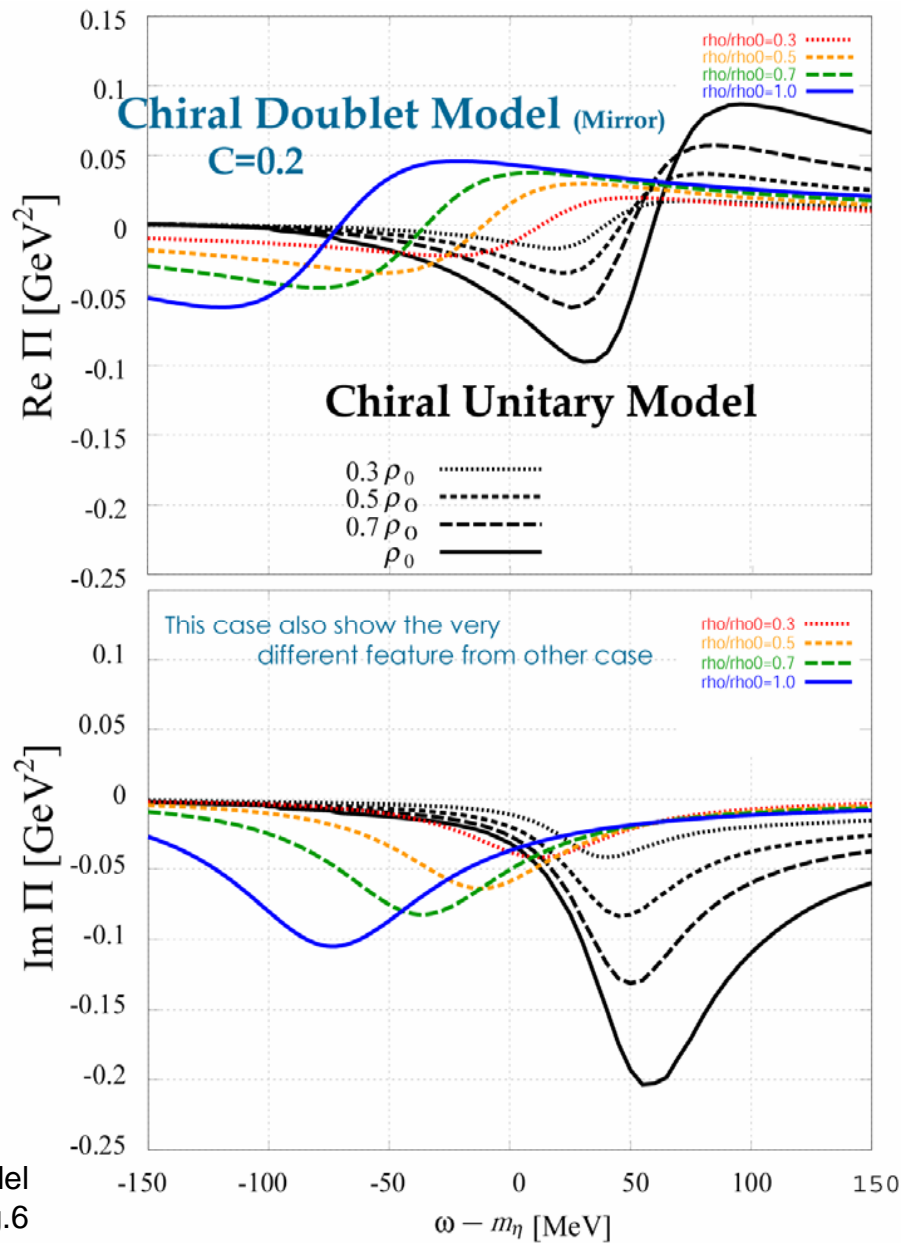 0.15
rho/rho0=0.3
rho/rho0=0.5
0.1
rho/rho0=0.7
rho/rho0=1.0
Chiral Doublet Model (Mirror)
C=0.2
0.05
0
-0.05
-0.1
Re Π [GeV²]
Chiral Unitary Model
-0.15
0.3 ρ₀
0.5 ρ₀
-0.2
0.7 ρ₀
ρ₀
-0.25
This case also show the very
different feature from other case
rho/rho0=0.3
rho/rho0=0.5
rho/rho0=0.7
rho/rho0=1.0
0.1
0.05
0
-0.05
-0.1
Im Π [GeV²]
-0.15
-0.2
-0.25
del
.6
-150 -100 -50 0 50 100 150
ω − mη [MeV]